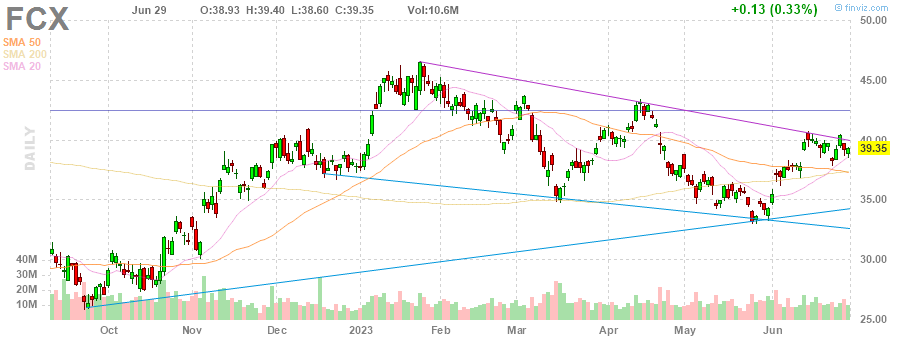 FCX
Jun 29 O:38.93 H:39.40 L:38.60 C:39.35 Vol:10.6M +0.13 (0.33%)
finviz.com
SMA 50
SMA 200
SMA 20
DAILY
50.00
45.00
40.00
39.35
35.00
30.00
25.00
40M
30M
20M
10M
Oct Nov Dec 2023 Feb Mar Apr May Jun